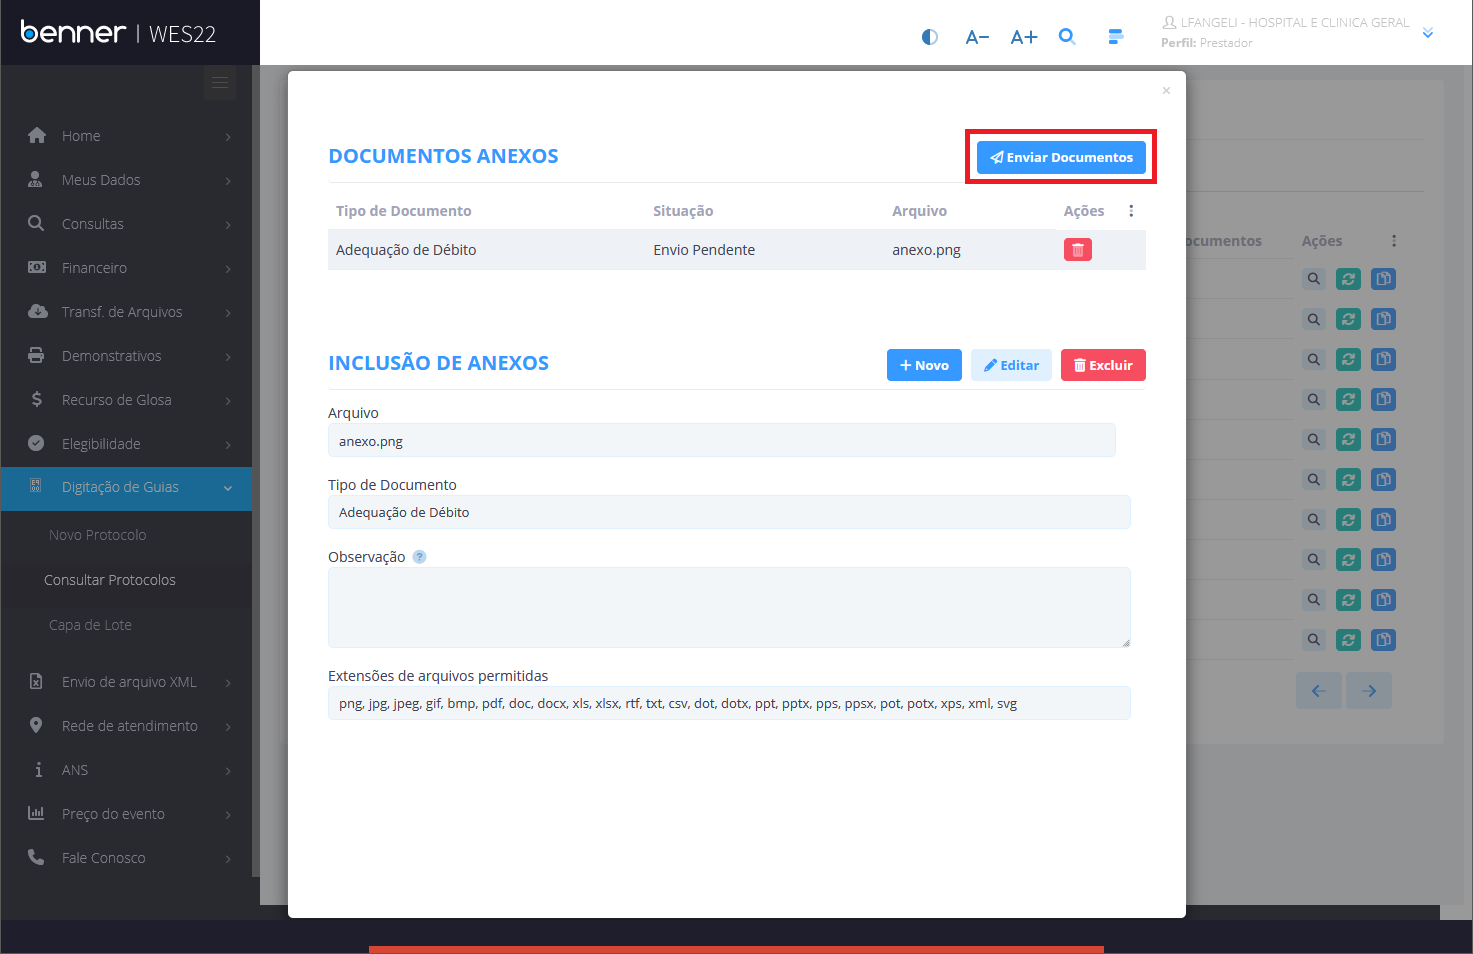 benner | WES22
A− A+
LFANGELI - HOSPITAL E CLINICA GERAL
Perfil: Prestador
Home
Meus Dados
Consultas
Financeiro
Transf. de Arquivos
Demonstrativos
Recurso de Glosa
Elegibilidade
Digitação de Guias
Novo Protocolo
Consultar Protocolos
Capa de Lote
Envio de arquivo XML
Rede de atendimento
ANS
Preço do evento
Fale Conosco
×
DOCUMENTOS ANEXOS
Enviar Documentos
Tipo de Documento Situação Arquivo Ações
Adequação de Débito Envio Pendente anexo.png
INCLUSÃO DE ANEXOS
+ Novo Editar Excluir
Arquivo
anexo.png
Tipo de Documento
Adequação de Débito
Observação ?
Extensões de arquivos permitidas
png, jpg, jpeg, gif, bmp, pdf, doc, docx, xls, xlsx, rtf, txt, csv, dot, dotx, ppt, pptx, pps, ppsx, pot, potx, xps, xml, svg
ocumentos Ações